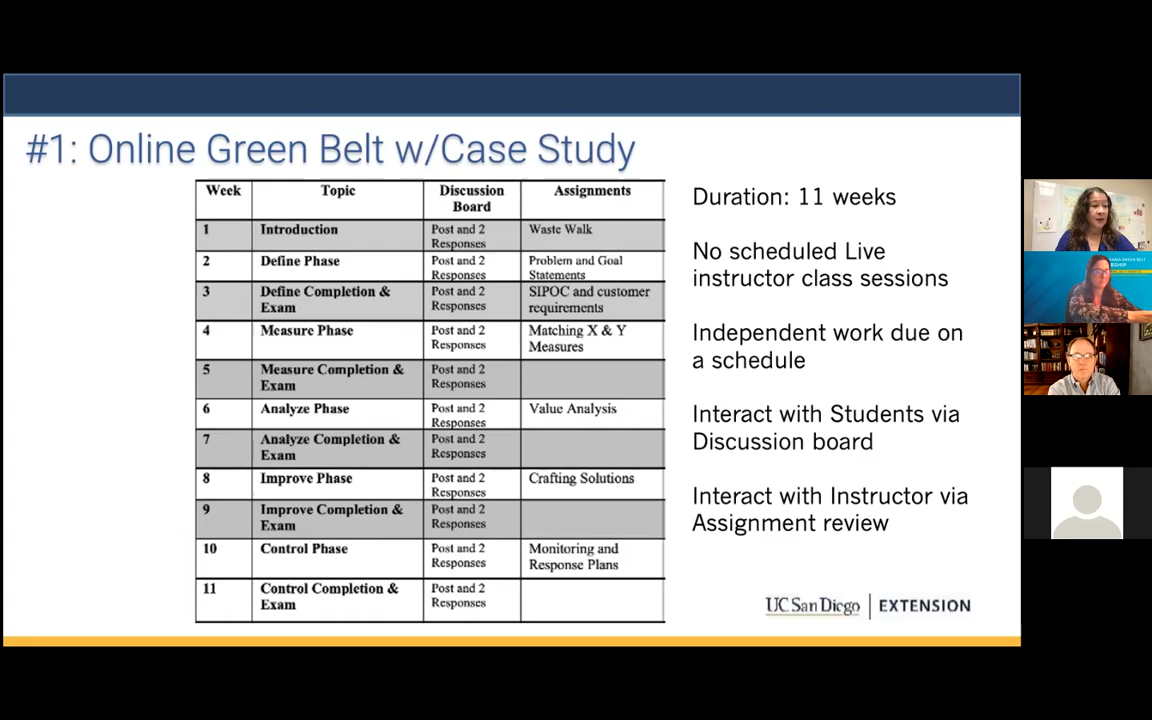 #1: Online Green Belt w/Case Study
Week Topic Discussion Board Assignments
1 Introduction Post and 2 Responses Waste Walk
2 Define Phase Post and 2 Responses Problem and Goal Statements
3 Define Completion & Exam Post and 2 Responses SIPOC and customer requirements
4 Measure Phase Post and 2 Responses Matching X & Y Measures
5 Measure Completion & Exam Post and 2 Responses
6 Analyze Phase Post and 2 Responses Value Analysis
7 Analyze Completion & Exam Post and 2 Responses
8 Improve Phase Post and 2 Responses Crafting Solutions
9 Improve Completion & Exam Post and 2 Responses
10 Control Phase Post and 2 Responses Monitoring and Response Plans
11 Control Completion & Exam Post and 2 Responses
Duration: 11 weeks
No scheduled Live
instructor class sessions
Independent work due on
a schedule
Interact with Students via
Discussion board
Interact with Instructor via
Assignment review
UC San Diego | EXTENSION